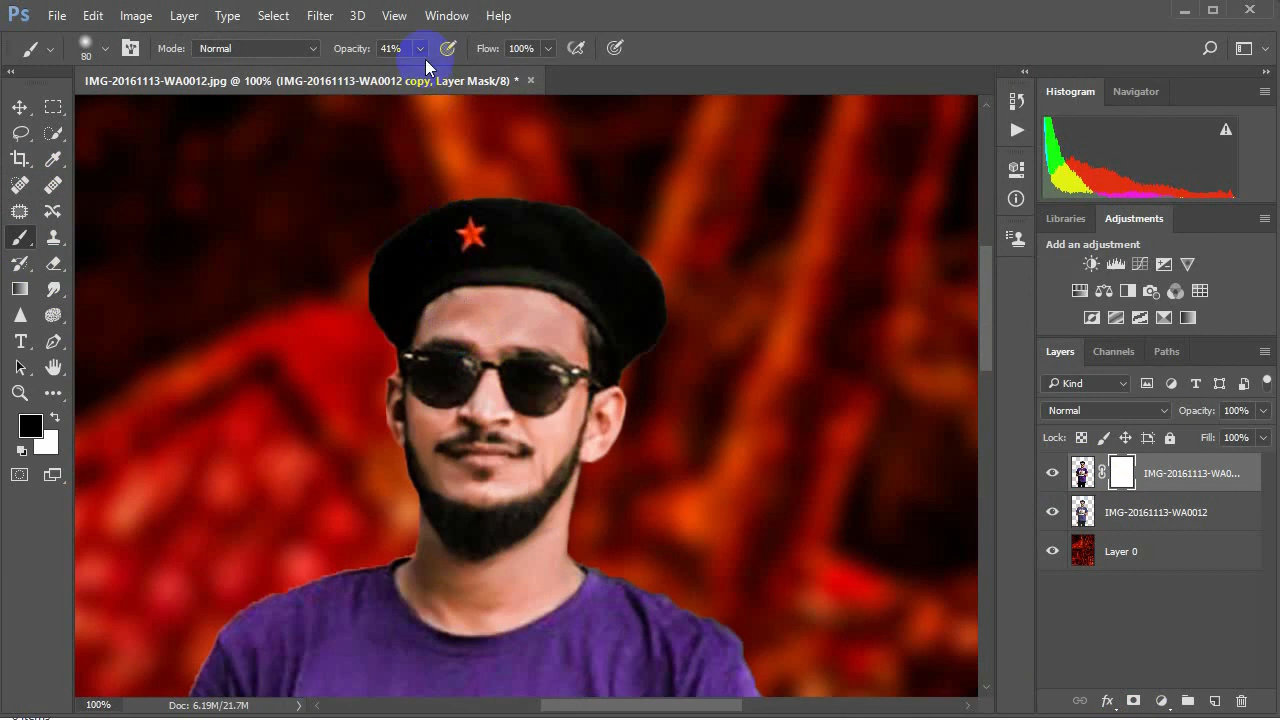 Ps File Edit Image Layer Type Select Filter 3D View Window Help
80 Mode: Normal Opacity: 41% Flow: 100%
IMG-20161113-WA0012.jpg @ 100% (IMG-20161113-WA0012 copy, Layer Mask/8) * ×
Histogram Navigator
Libraries Adjustments
Add an adjustment
Layers Channels Paths
Kind
Normal Opacity: 100%
Lock: Fill: 100%
IMG-20161113-WA0...
IMG-20161113-WA0012
Layer 0
100% Doc: 6.19M/21.7M
fx